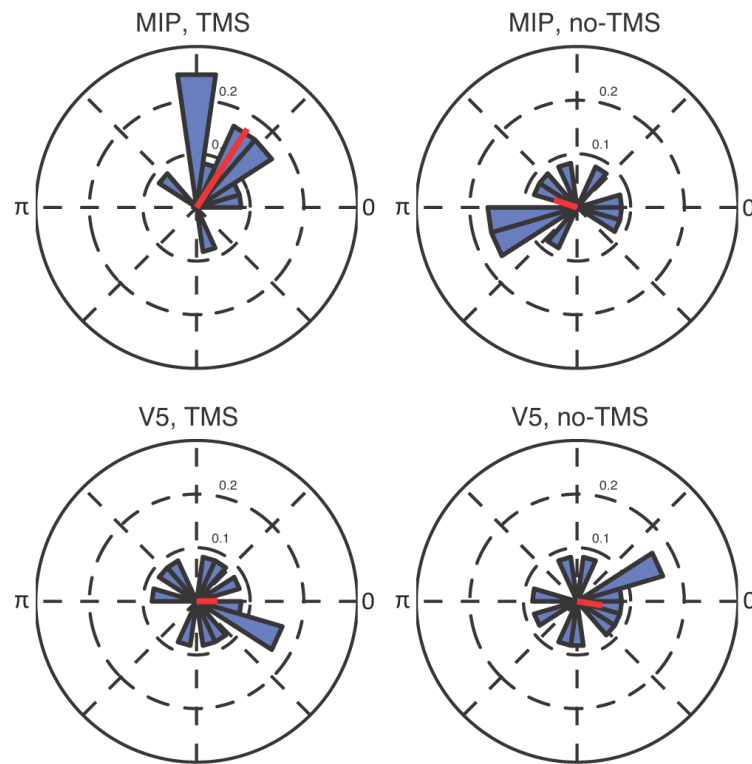 MIP, TMS
MIP, no-TMS
0.2
0.2
0.1
π
0
π
0
V5, TMS
V5, no-TMS
0.2
0.2
0.1
0.1
π
0
π
0